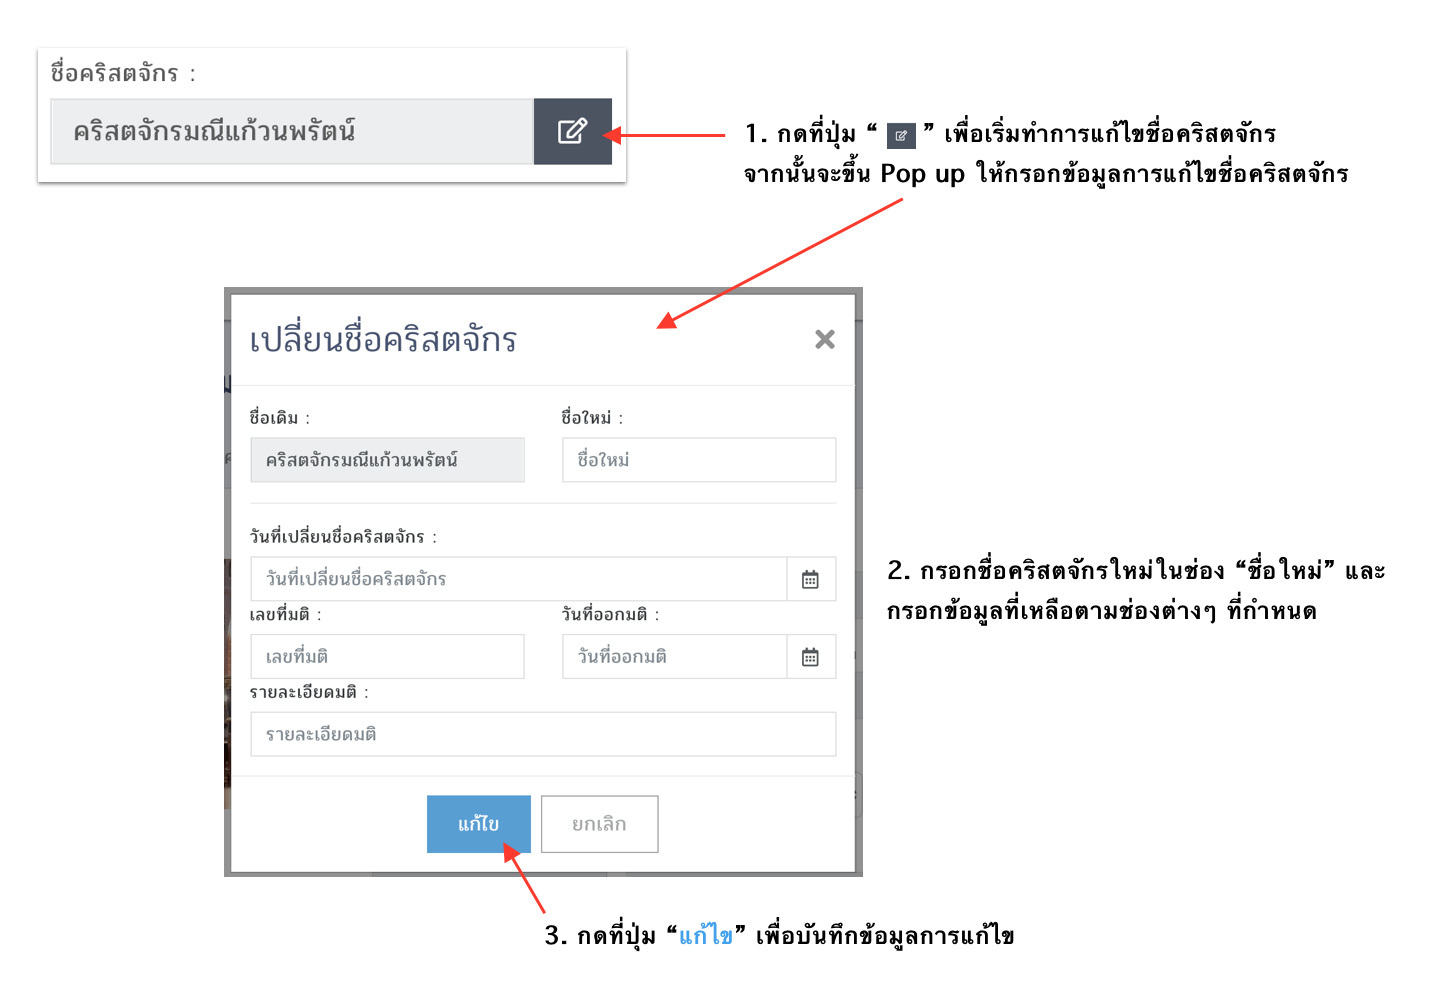 ชื่อคริสตจักร :
คริสตจักรมณีแก้วนพรัตน์
1. กดที่ปุ่ม “ ” เพื่อเริ่มทำการแก้ไขชื่อคริสตจักร
จากนั้นจะขึ้น Pop up ให้กรอกข้อมูลการแก้ไขชื่อคริสตจักร
เปลี่ยนชื่อคริสตจักร
ชื่อเดิม : ชื่อใหม่ :
คริสตจักรมณีแก้วนพรัตน์ ชื่อใหม่
วันที่เปลี่ยนชื่อคริสตจักร :
วันที่เปลี่ยนชื่อคริสตจักร
เลขที่มติ : วันที่ออกมติ :
เลขที่มติ วันที่ออกมติ
รายละเอียดมติ :
รายละเอียดมติ
แก้ไข ยกเลิก
2. กรอกชื่อคริสตจักรใหม่ในช่อง “ชื่อใหม่” และ
กรอกข้อมูลที่เหลือตามช่องต่างๆ ที่กำหนด
3. กดที่ปุ่ม “แก้ไข” เพื่อบันทึกข้อมูลการแก้ไข